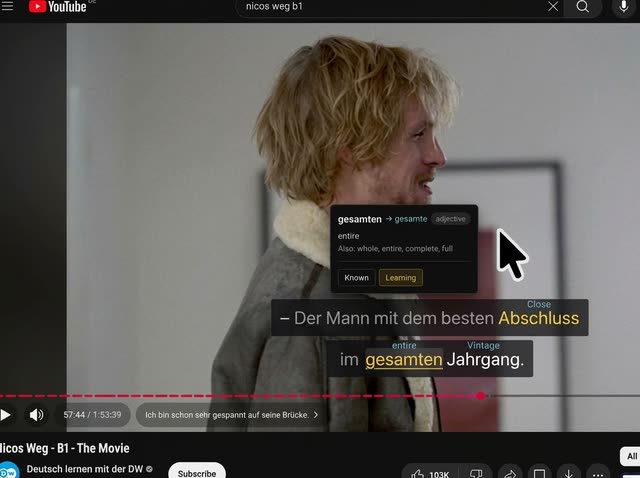 YouTube
nicos weg b1
gesamten → gesamte adjective
entire
Also: whole, entire, complete, full
Known Learning
Close
– Der Mann mit dem besten Abschluss
entire Vintage
im gesamten Jahrgang.
57:44 / 1:53:39 Ich bin schon sehr gespannt auf seine Brücke. >
Nicos Weg - B1 - The Movie
All
DW Deutsch lernen mit der DW Subscribe 103K